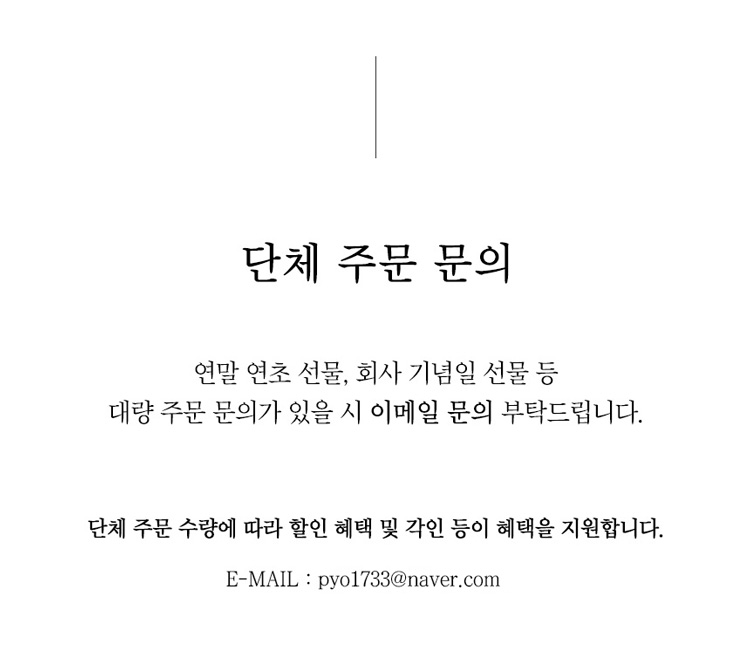 단체 주문 문의
연말 연초 선물, 회사 기념일 선물 등
대량 주문 문의가 있을 시 이메일 문의 부탁드립니다.
단체 주문 수량에 따라 할인 혜택 및 각인 등이 혜택을 지원합니다.
E-MAIL : pyo1733@naver.com